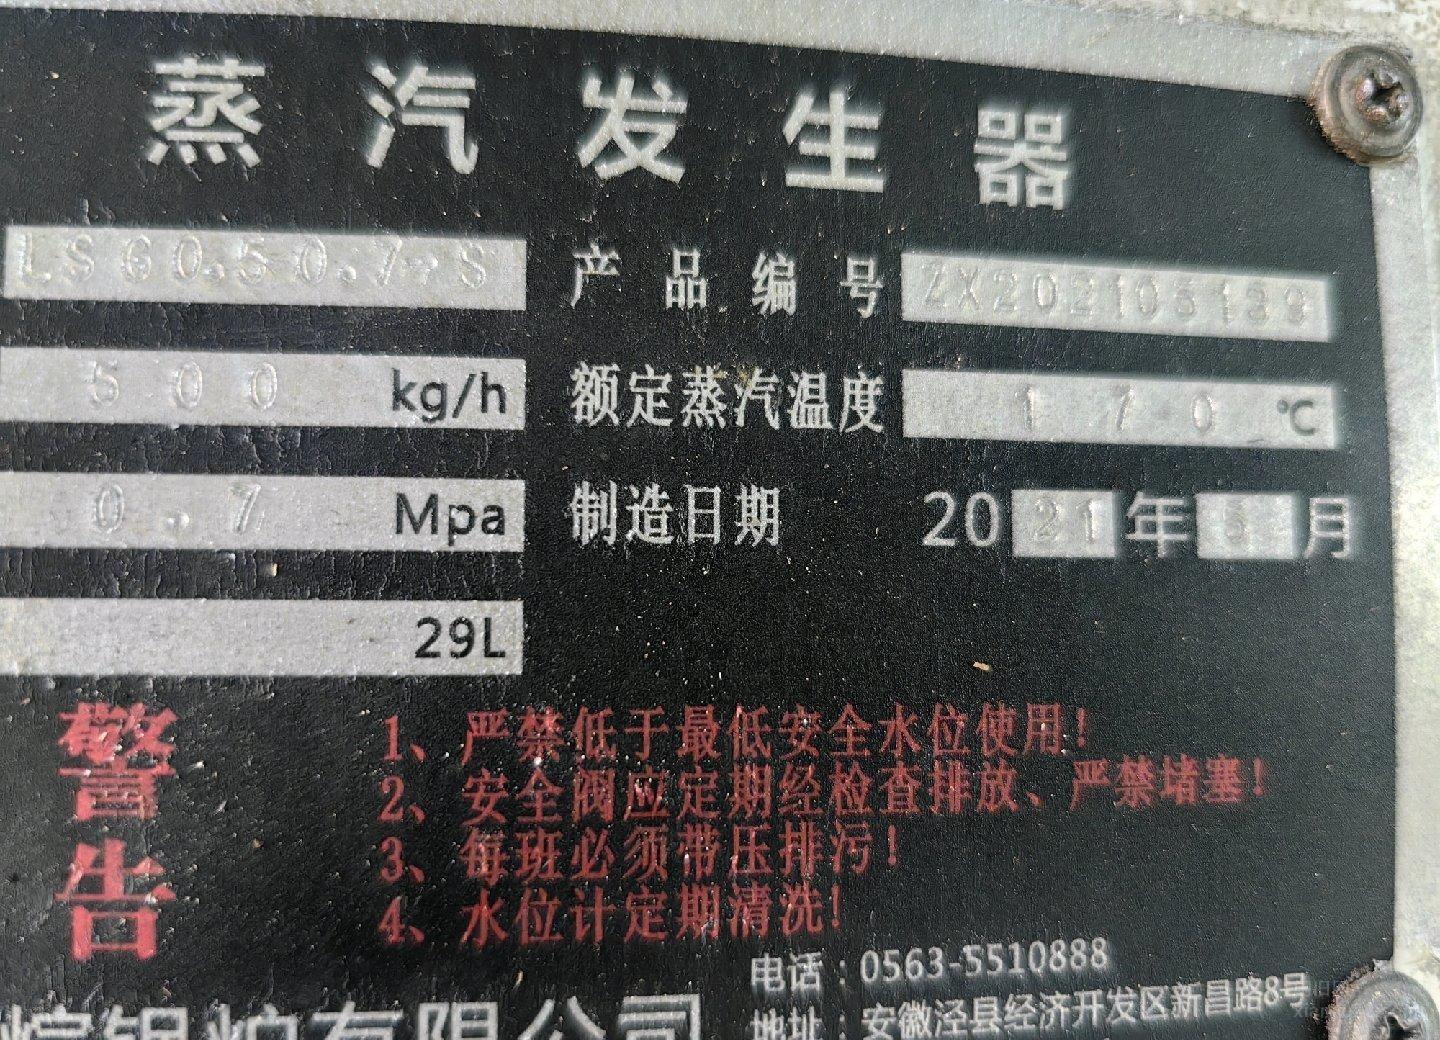 蒸汽发生器
LSG0.50.7-S 产品编号 ZX202105139
500 kg/h 额定蒸汽温度 170 ℃
0.7 Mpa 制造日期 2021年5月
29L
警告
1、严禁低于最低安全水位使用！
2、安全阀应定期经检查排放、严禁堵塞！
3、每班必须带压排污！
4、水位计定期清洗！
电话：0563-5510888
锅炉有限公司 地址：安徽泾县经济开发区新昌路8号